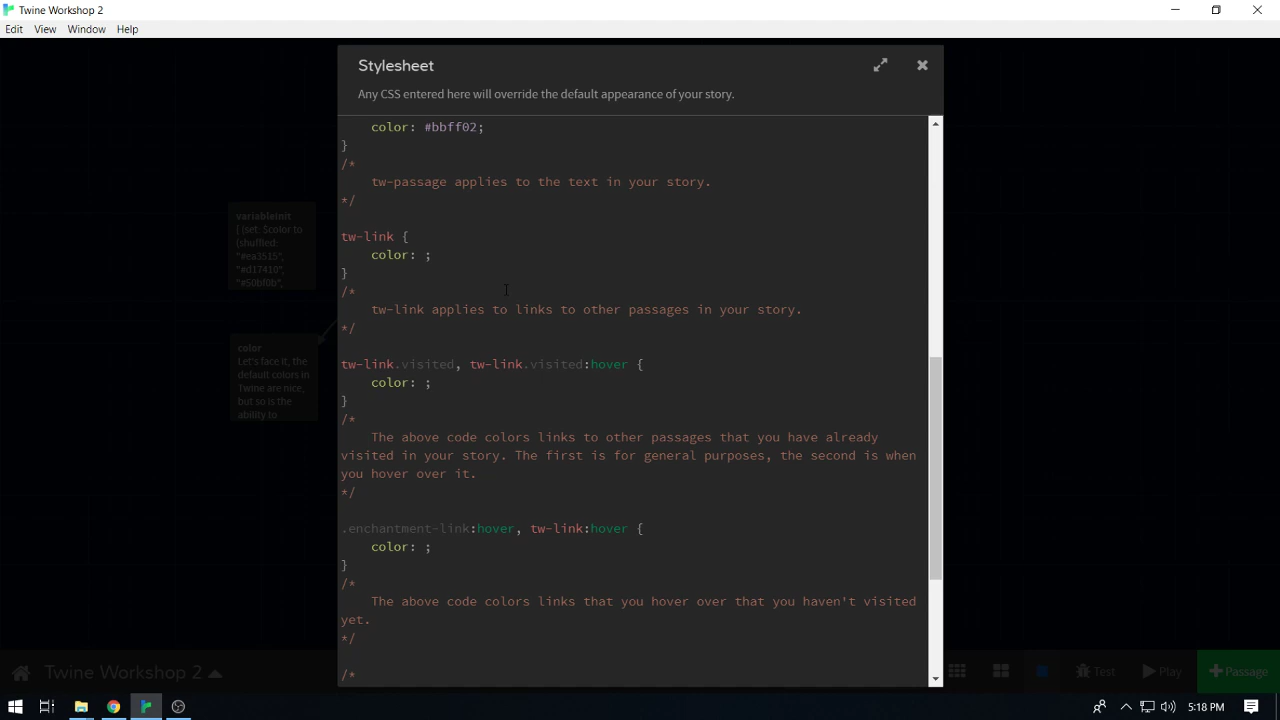 Twine Workshop 2
Edit View Window Help
Stylesheet
Any CSS entered here will override the default appearance of your story.
color: #bbff02;
}
/*
tw-passage applies to the text in your story.
*/
tw-link {
color: ;
}
/*
tw-link applies to links to other passages in your story.
*/
tw-link.visited, tw-link.visited:hover {
color: ;
}
/*
The above code colors links to other passages that you have already
visited in your story. The first is for general purposes, the second is when
you hover over it.
*/
.enchantment-link:hover, tw-link:hover {
color: ;
}
/*
The above code colors links that you hover over that you haven't visited
yet.
*/
/*
variableinit
{ (set: $color to
(shuffled:
"#ea3515",
"#d17410",
"#50bf0b",
color
Let's face it, the
default colors in
Twine are nice,
but so is the
ability to
Twine Workshop 2
Test
Play
+Passage
5:18 PM